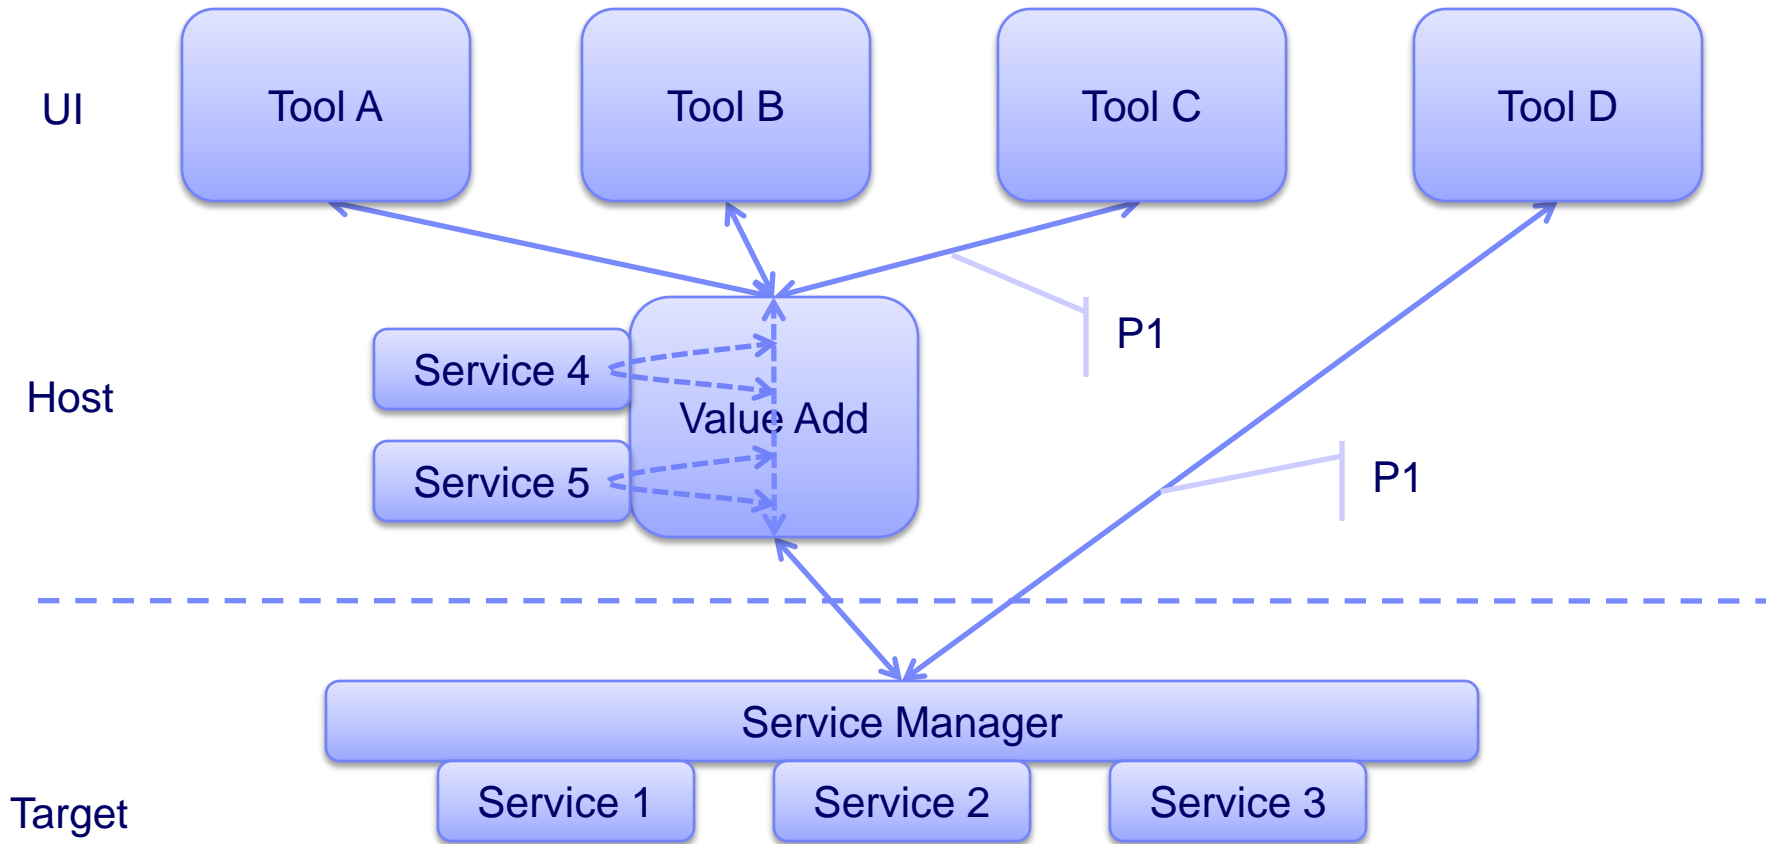 UI
Tool A
Tool B
Tool C
Tool D
P1
Host
Service 4
Value Add
Service 5
P1
Service Manager
Target
Service 1
Service 2
Service 3